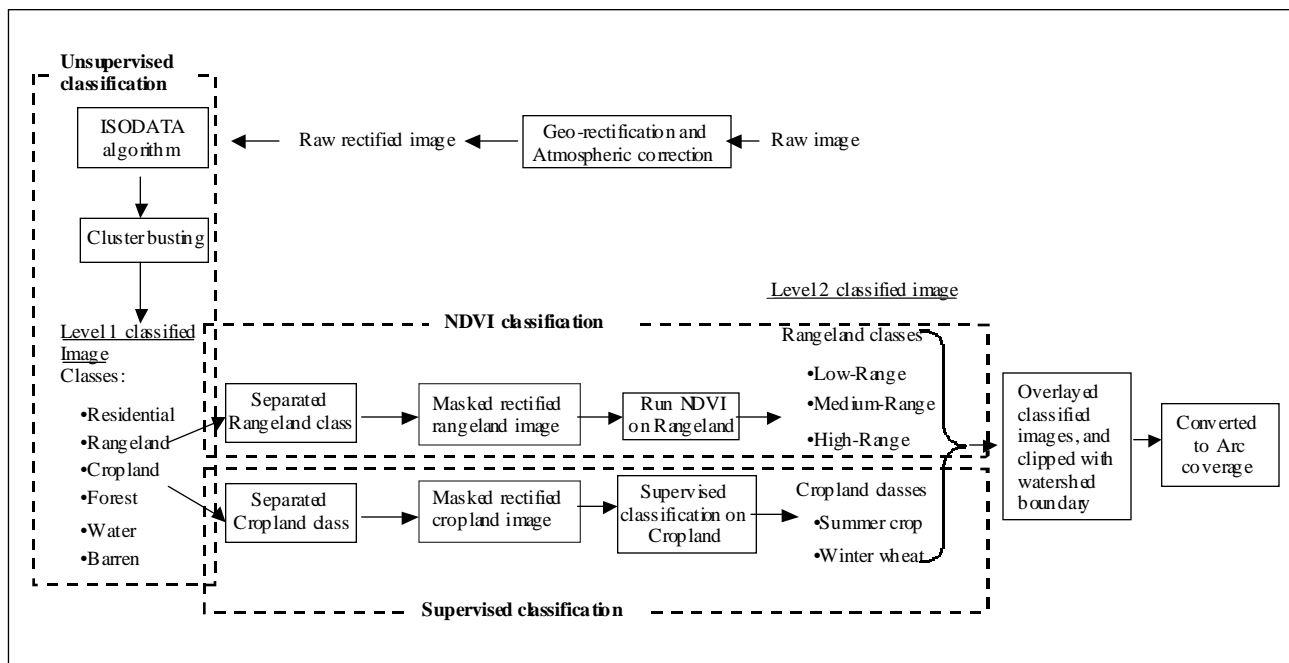 Unsupervised
classification
ISODATA
algorithm
Raw rectified image
Geo-rectification and
Atmospheric correction
Raw image
Cluster busting
Level 1 classified
Image
Classes:
•Residential
•Rangeland
•Cropland
•Forest
•Water
•Barren
NDVI classification
Level 2 classified image
Separated
Rangeland class
Masked rectified
rangeland image
Run NDVI
on Rangeland
Rangeland classes
•Low-Range
•Medium-Range
•High-Range
Separated
Cropland class
Masked rectified
cropland image
Supervised
classification on
Cropland
Cropland classes
•Summer crop
•Winter wheat
Supervised classification
Overlayed
classified
images, and
clipped with
watershed
boundary
Converted
to Arc
coverage